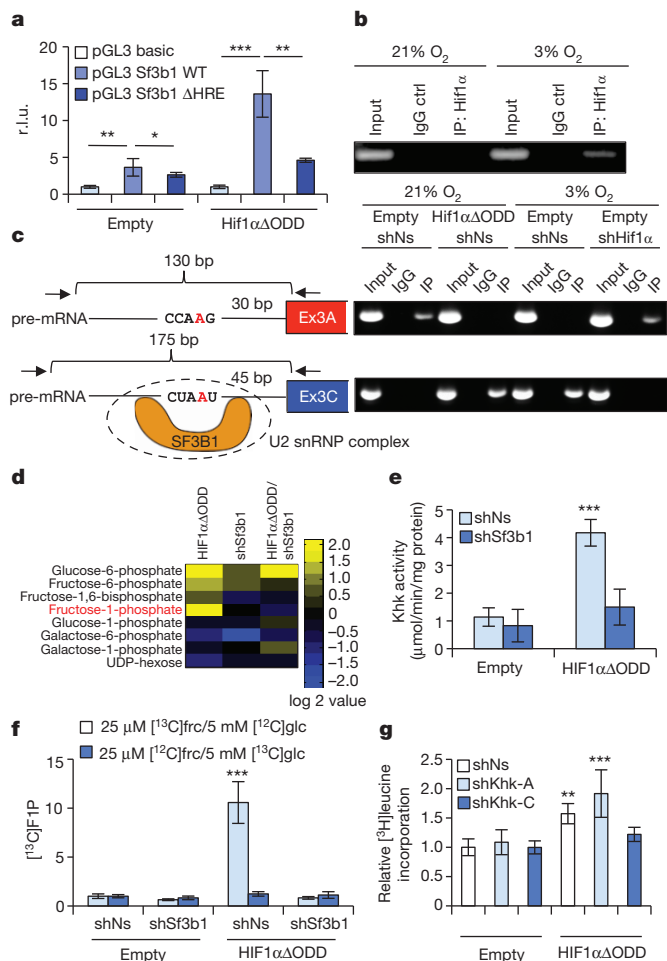 a
r.l.u.
20
15
10
5
0
pGL3 basic
pGL3 Sf3b1 WT
pGL3 Sf3b1 ΔHRE
** * *** **
Empty
Hif1αΔODD
b
21% O2 3% O2
Input IgG ctrl IP: Hif1α Input IgG ctrl IP: Hif1α
21% O2 3% O2
Empty Hif1αΔODD Empty Empty
shNs shNs shNs shHif1α
Input IgG IP Input IgG IP Input IgG IP Input IgG IP
c
130 bp
30 bp
pre-mRNA CCAAG Ex3A
175 bp
45 bp
pre-mRNA CUAAU Ex3C
SF3B1
U2 snRNP complex
d
HIF1αΔODD
shSf3b1
HIF1αΔODD/
shSf3b1
Glucose-6-phosphate
Fructose-6-phosphate
Fructose-1,6-bisphosphate
Fructose-1-phosphate
Glucose-1-phosphate
Galactose-6-phosphate
Galactose-1-phosphate
UDP-hexose
2.0
1.5
1.0
0.5
0
−0.5
−1.0
−1.5
−2.0
log 2 value
e
Khk activity
(μmol/min/mg protein)
6
5
4
3
2
1
0
shNs
shSf3b1
***
Empty HIF1αΔODD
f
25 μM [13C]frc/5 mM [12C]glc
25 μM [12C]frc/5 mM [13C]glc
[13C]F1P
15
10
5
0
***
shNs shSf3b1 shNs shSf3b1
Empty HIF1αΔODD
g
Relative [3H]leucine
incorporation
2.5
2.0
1.5
1.0
0.5
0
shNs
shKhk-A
shKhk-C
** ***
Empty HIF1αΔODD